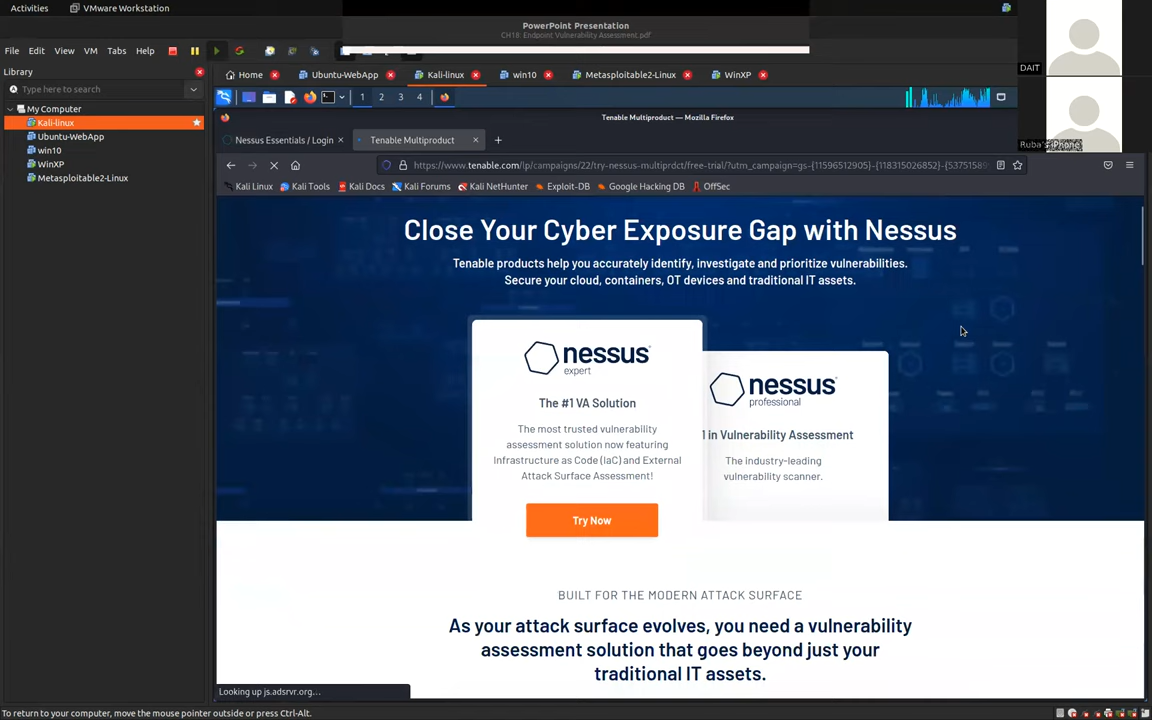 Activities
VMware Workstation
PowerPoint Presentation
CH18: Endpoint Vulnerability Assessment.pdf
File Edit View VM Tabs Help
Library
Type here to search
My Computer
Kali-linux
Ubuntu-WebApp
win10
WinXP
Metasploitable2-Linux
Home
Ubuntu-WebApp
Kali-linux
win10
Metasploitable2-Linux
WinXP
1 2 3 4
Tenable Multiproduct — Mozilla Firefox
Nessus Essentials / Login
Tenable Multiproduct
https://www.tenable.com/lp/campaigns/22/try-nessus-multiprdct/free-trial/?utm_campaign=gs-{11596512905}-{118315026852}-{5375158
Kali Linux Kali Tools Kali Docs Kali Forums Kali NetHunter Exploit-DB Google Hacking DB OffSec
DAIT
Ruba's iPhone
Close Your Cyber Exposure Gap with Nessus
Tenable products help you accurately identify, investigate and prioritize vulnerabilities.
Secure your cloud, containers, OT devices and traditional IT assets.
nessus
expert
The #1 VA Solution
The most trusted vulnerability
assessment solution now featuring
Infrastructure as Code (IaC) and External
Attack Surface Assessment!
Try Now
nessus
professional
1 in Vulnerability Assessment
The industry-leading
vulnerability scanner.
BUILT FOR THE MODERN ATTACK SURFACE
As your attack surface evolves, you need a vulnerability
assessment solution that goes beyond just your
traditional IT assets.
Looking up js.adsrvr.org...
To return to your computer, move the mouse pointer outside or press Ctrl-Alt.